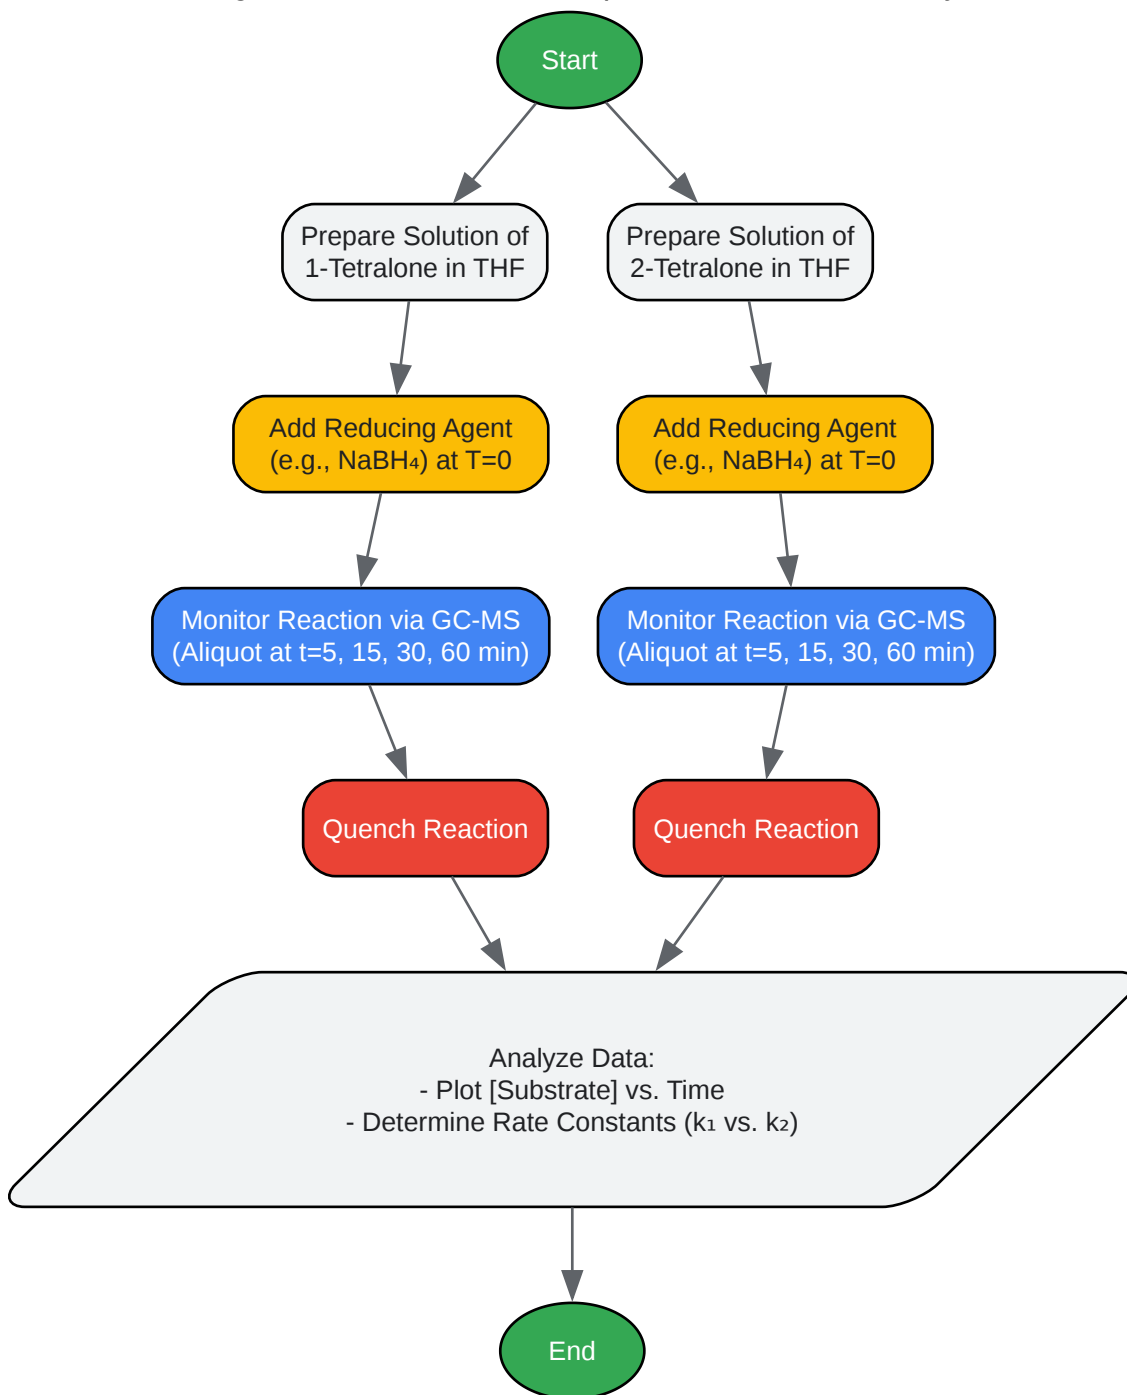 Start
Prepare Solution of
1-Tetralone in THF
Prepare Solution of
2-Tetralone in THF
Add Reducing Agent
(e.g., NaBH₄) at T=0
Add Reducing Agent
(e.g., NaBH₄) at T=0
Monitor Reaction via GC-MS
(Aliquot at t=5, 15, 30, 60 min)
Monitor Reaction via GC-MS
(Aliquot at t=5, 15, 30, 60 min)
Quench Reaction
Quench Reaction
Analyze Data:
- Plot [Substrate] vs. Time
- Determine Rate Constants (k₁ vs. k₂)
End